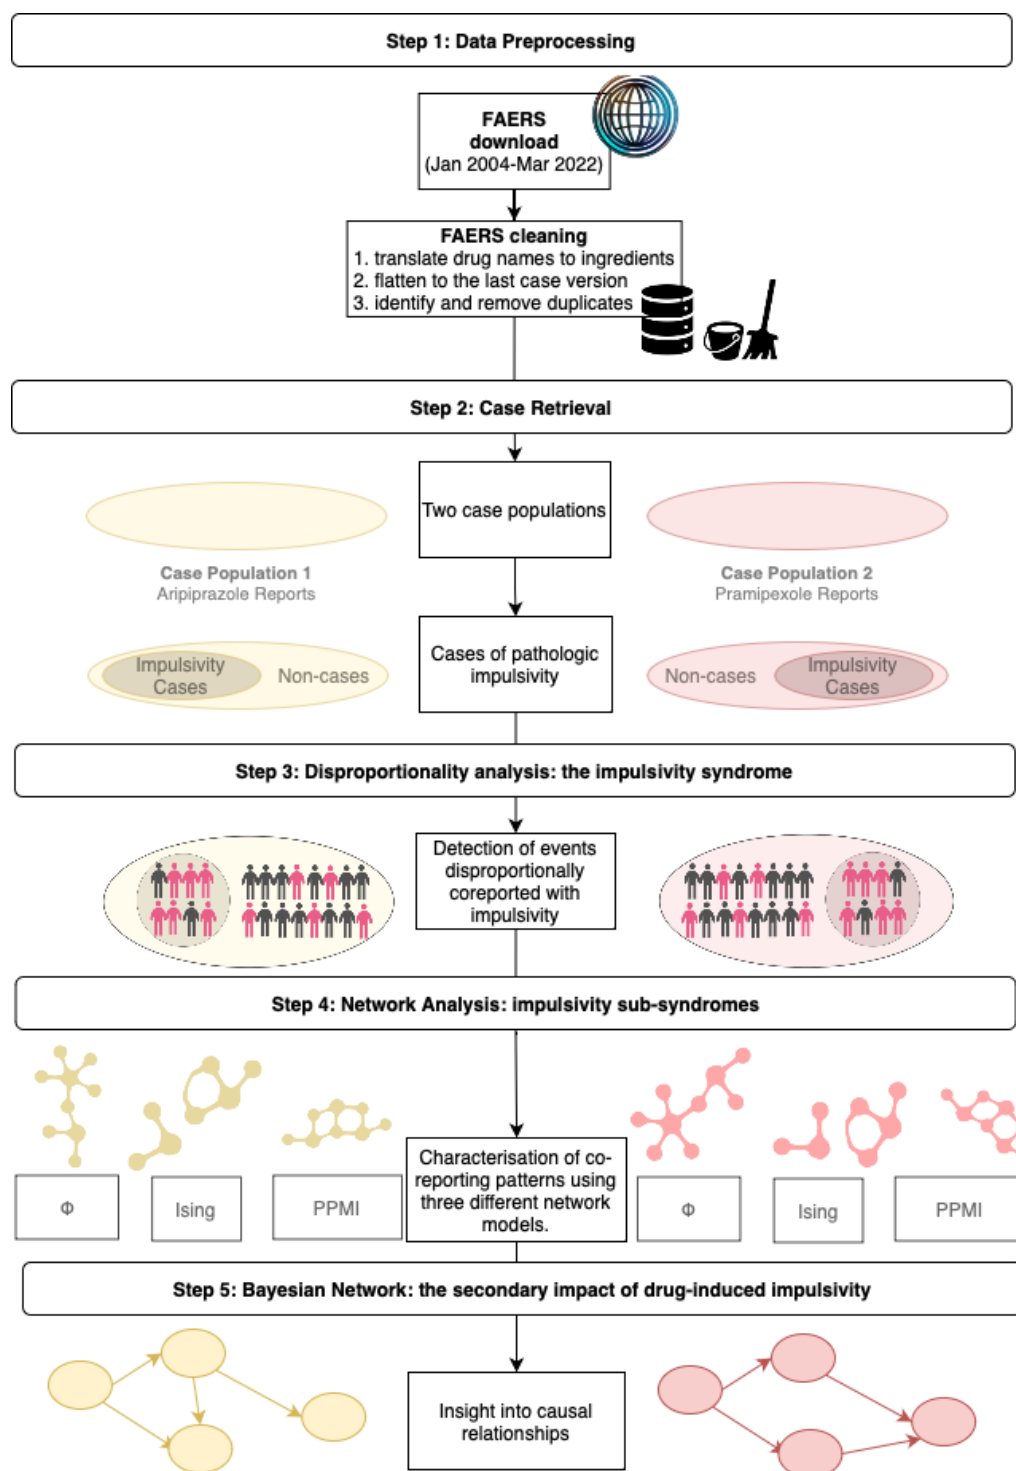 Step 1: Data Preprocessing
FAERS
download
(Jan 2004-Mar 2022)
FAERS cleaning
1. translate drug names to ingredients
2. flatten to the last case version
3. identify and remove duplicates
Step 2: Case Retrieval
Two case populations
Case Population 1
Aripiprazole Reports
Case Population 2
Pramipexole Reports
Impulsivity
Cases
Non-cases
Cases of pathologic
impulsivity
Non-cases
Impulsivity
Cases
Step 3: Disproportionality analysis: the impulsivity syndrome
Detection of events
disproportionally
coreported with
impulsivity
Step 4: Network Analysis: impulsivity sub-syndromes
Φ
Ising
PPMI
Characterisation of co-
reporting patterns using
three different network
models.
Φ
Ising
PPMI
Step 5: Bayesian Network: the secondary impact of drug-induced impulsivity
Insight into causal
relationships